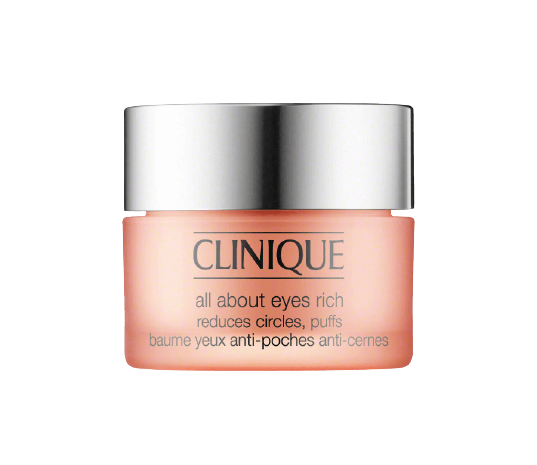 CLINIQUE
all about eyes rich
reduces circles, puffs
baume yeux anti-poches anti-cernes